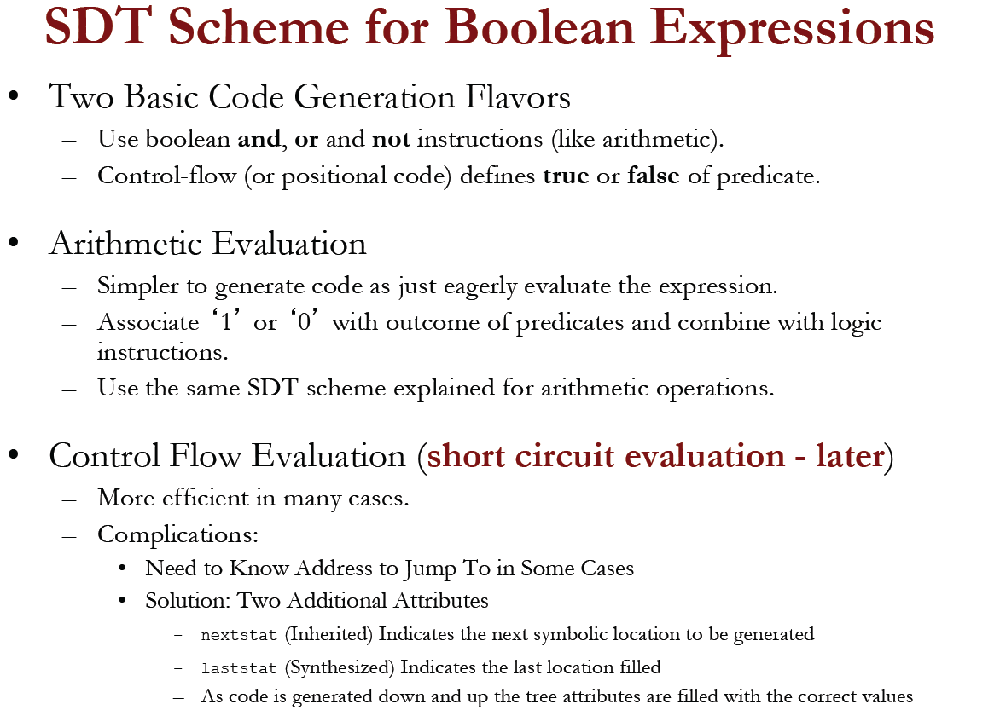 SDT Scheme for Boolean Expressions
• Two Basic Code Generation Flavors
– Use boolean and, or and not instructions (like arithmetic).
– Control-flow (or positional code) defines true or false of predicate.
• Arithmetic Evaluation
– Simpler to generate code as just eagerly evaluate the expression.
– Associate ‘1’ or ‘0’ with outcome of predicates and combine with logic
instructions.
– Use the same SDT scheme explained for arithmetic operations.
• Control Flow Evaluation (short circuit evaluation - later)
– More efficient in many cases.
– Complications:
• Need to Know Address to Jump To in Some Cases
• Solution: Two Additional Attributes
– nextstat (Inherited) Indicates the next symbolic location to be generated
– laststat (Synthesized) Indicates the last location filled
– As code is generated down and up the tree attributes are filled with the correct values